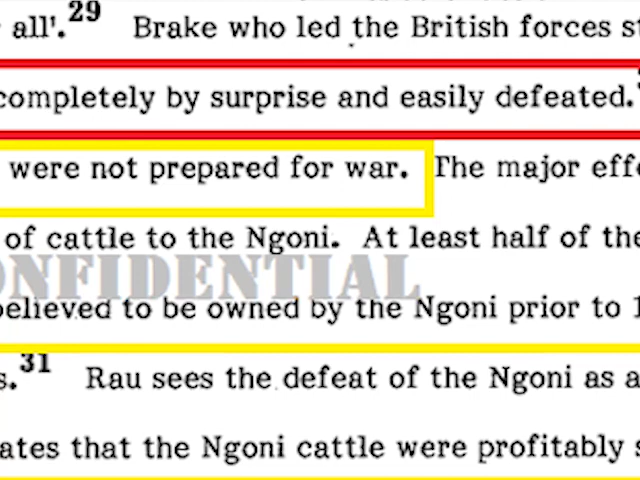 all'.29 Brake who led the British forces
completely by surprise and easily defeated.
were not prepared for war. The major
of cattle to the Ngoni. At least half of the
CONFIDENTIAL
believed to be owned by the Ngoni prior to
s.31 Rau sees the defeat of the Ngoni as a
ates that the Ngoni cattle were profitably